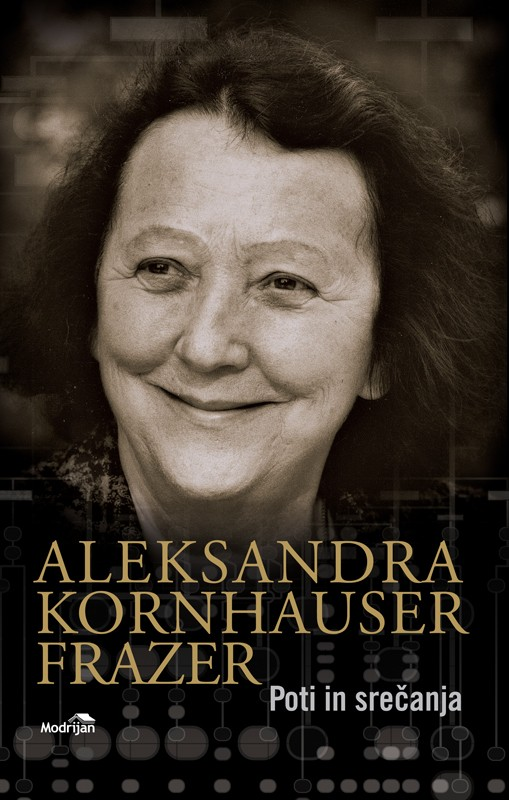 ALEKSANDRA
KORNHAUSER
FRAZER
Poti in srečanja
Modrijan